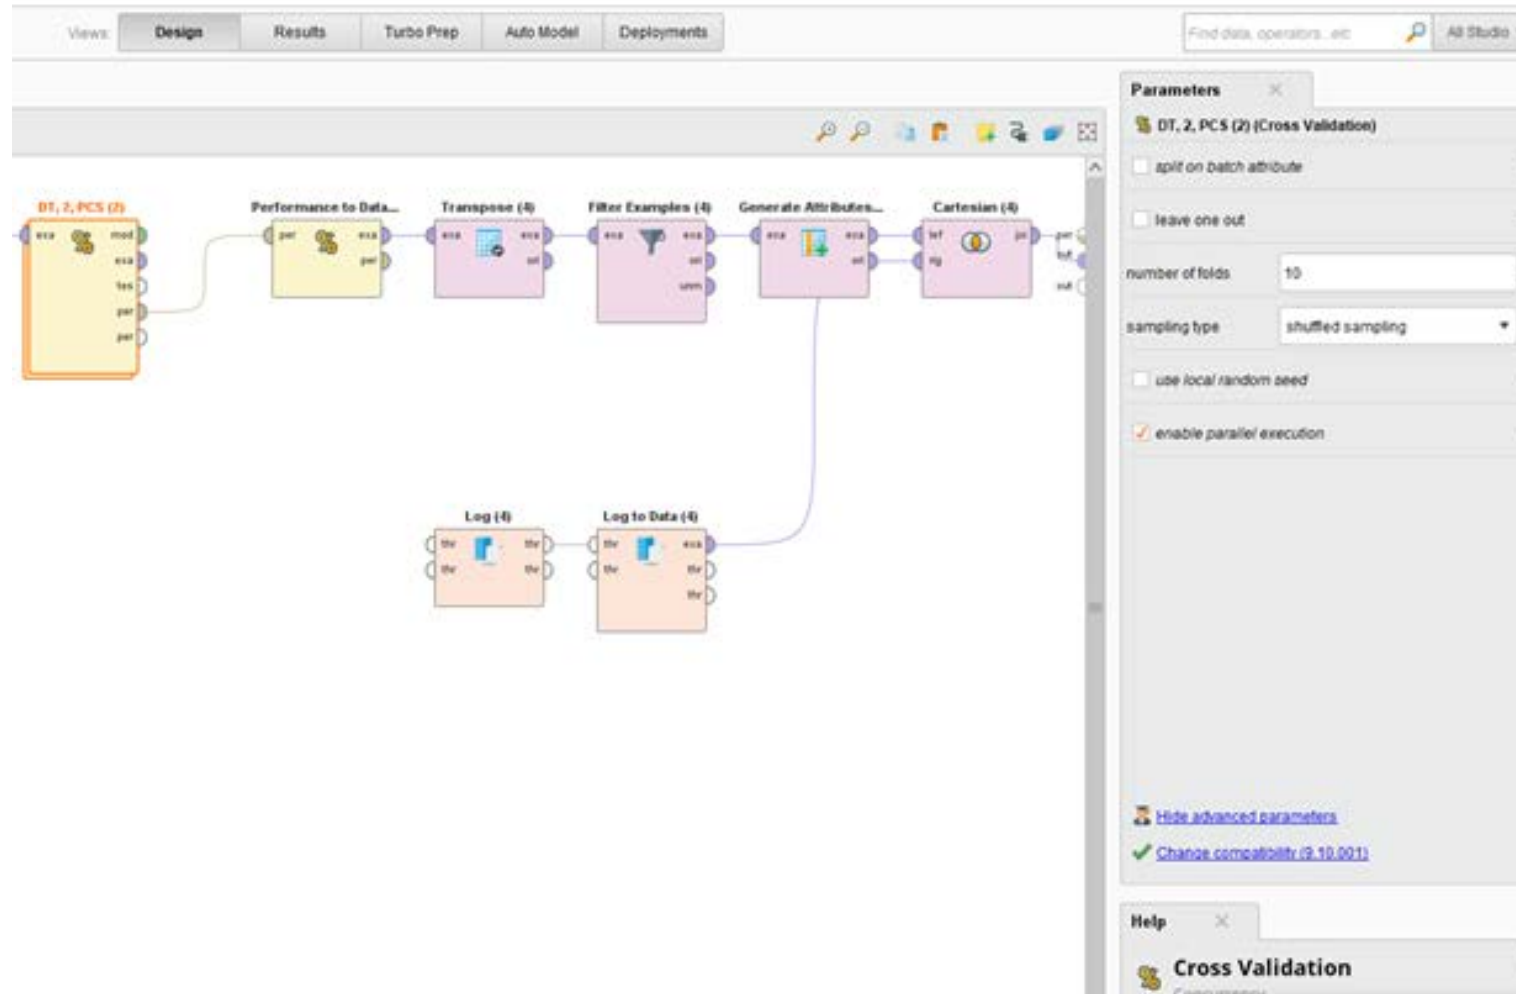 Views: Design Results Turbo Prep Auto Model Deployments Find data, operators...etc All Studio
Parameters
DT, 2, PCS (2) (Cross Validation)
split on batch attribute
leave one out
number of folds 10
sampling type shuffled sampling
use local random seed
enable parallel execution
Hide advanced parameters
Change compatibility (9.10.001)
Help
Cross Validation
DT, 2, PCS (2) Performance to Data... Transpose (4) Filter Examples (4) Generate Attributes... Cartesian (4)
exa mod per exa exa exa exa exa exa exa lef joi per
exa per ori ori ori rig out
tes unm out
per
per
Log (4) Log to Data (4)
thr thr thr exa
thr thr thr thr
thr